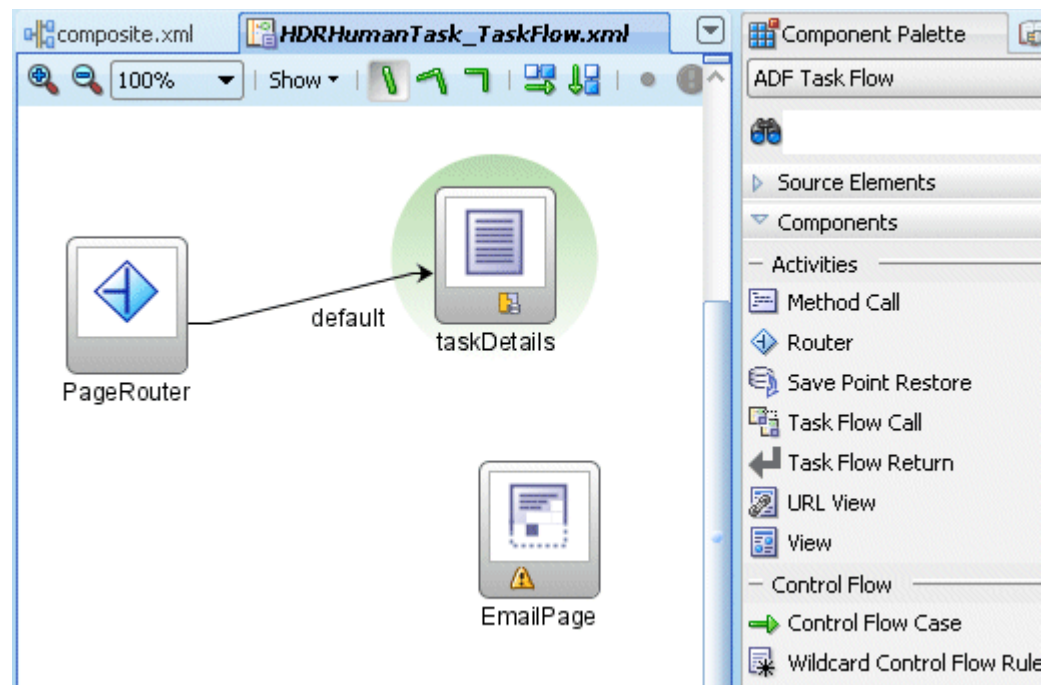 composite.xml
HDRHumanTask_TaskFlow.xml
Component Palette
100%
Show
ADF Task Flow
Source Elements
Components
Activities
Method Call
Router
Save Point Restore
Task Flow Call
Task Flow Return
URL View
View
Control Flow
Control Flow Case
Wildcard Control Flow Rule
default
taskDetails
PageRouter
EmailPage